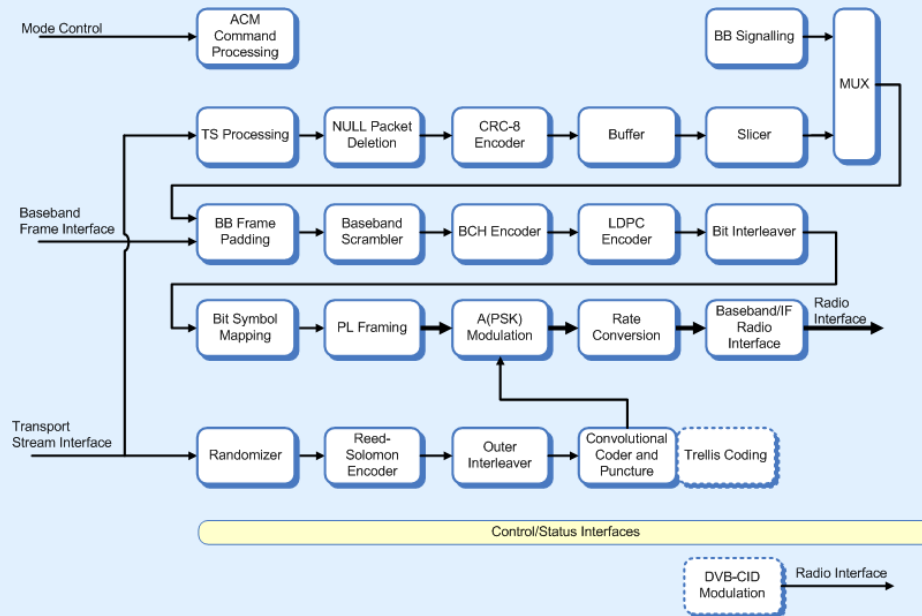 Mode Control
ACM
Command
Processing
BB Signalling
MUX
TS Processing
NULL Packet
Deletion
CRC-8
Encoder
Buffer
Slicer
Baseband
Frame Interface
BB Frame
Padding
Baseband
Scrambler
BCH Encoder
LDPC
Encoder
Bit Interleaver
Bit Symbol
Mapping
PL Framing
A(PSK)
Modulation
Rate
Conversion
Baseband/IF
Radio
Interface
Radio
Interface
Transport
Stream Interface
Randomizer
Reed-
Solomon
Encoder
Outer
Interleaver
Convolutional
Coder and
Puncture
Trellis Coding
Control/Status Interfaces
DVB-CID
Modulation
Radio Interface